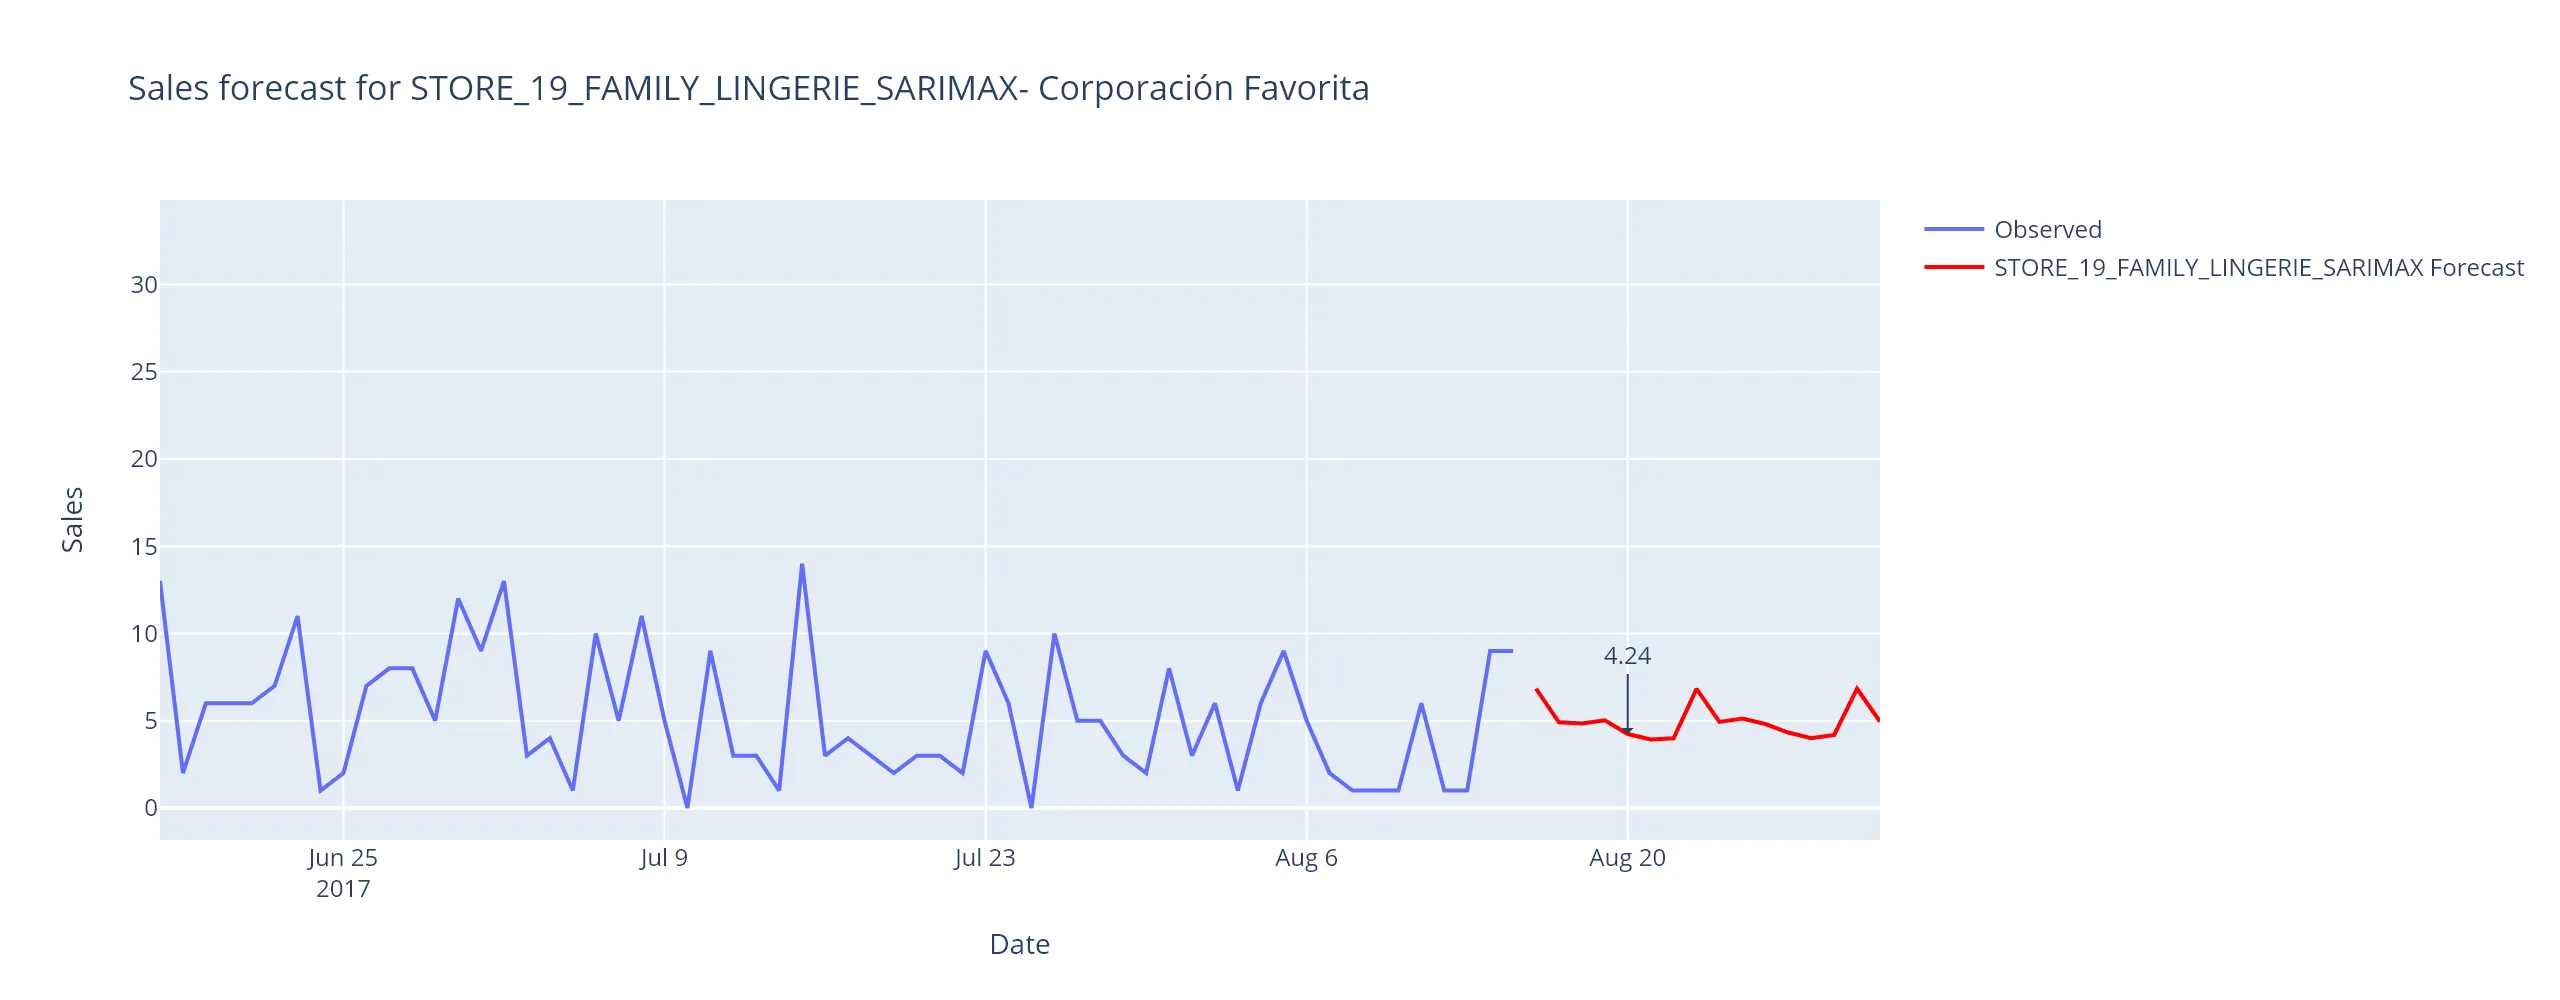 Sales forecast for STORE_19_FAMILY_LINGERIE_SARIMAX- Corporación Favorita
Observed
STORE_19_FAMILY_LINGERIE_SARIMAX Forecast
30
25
20
15
10
5
0
Sales
4.24
Jun 25
2017
Jul 9
Jul 23
Aug 6
Aug 20
Date